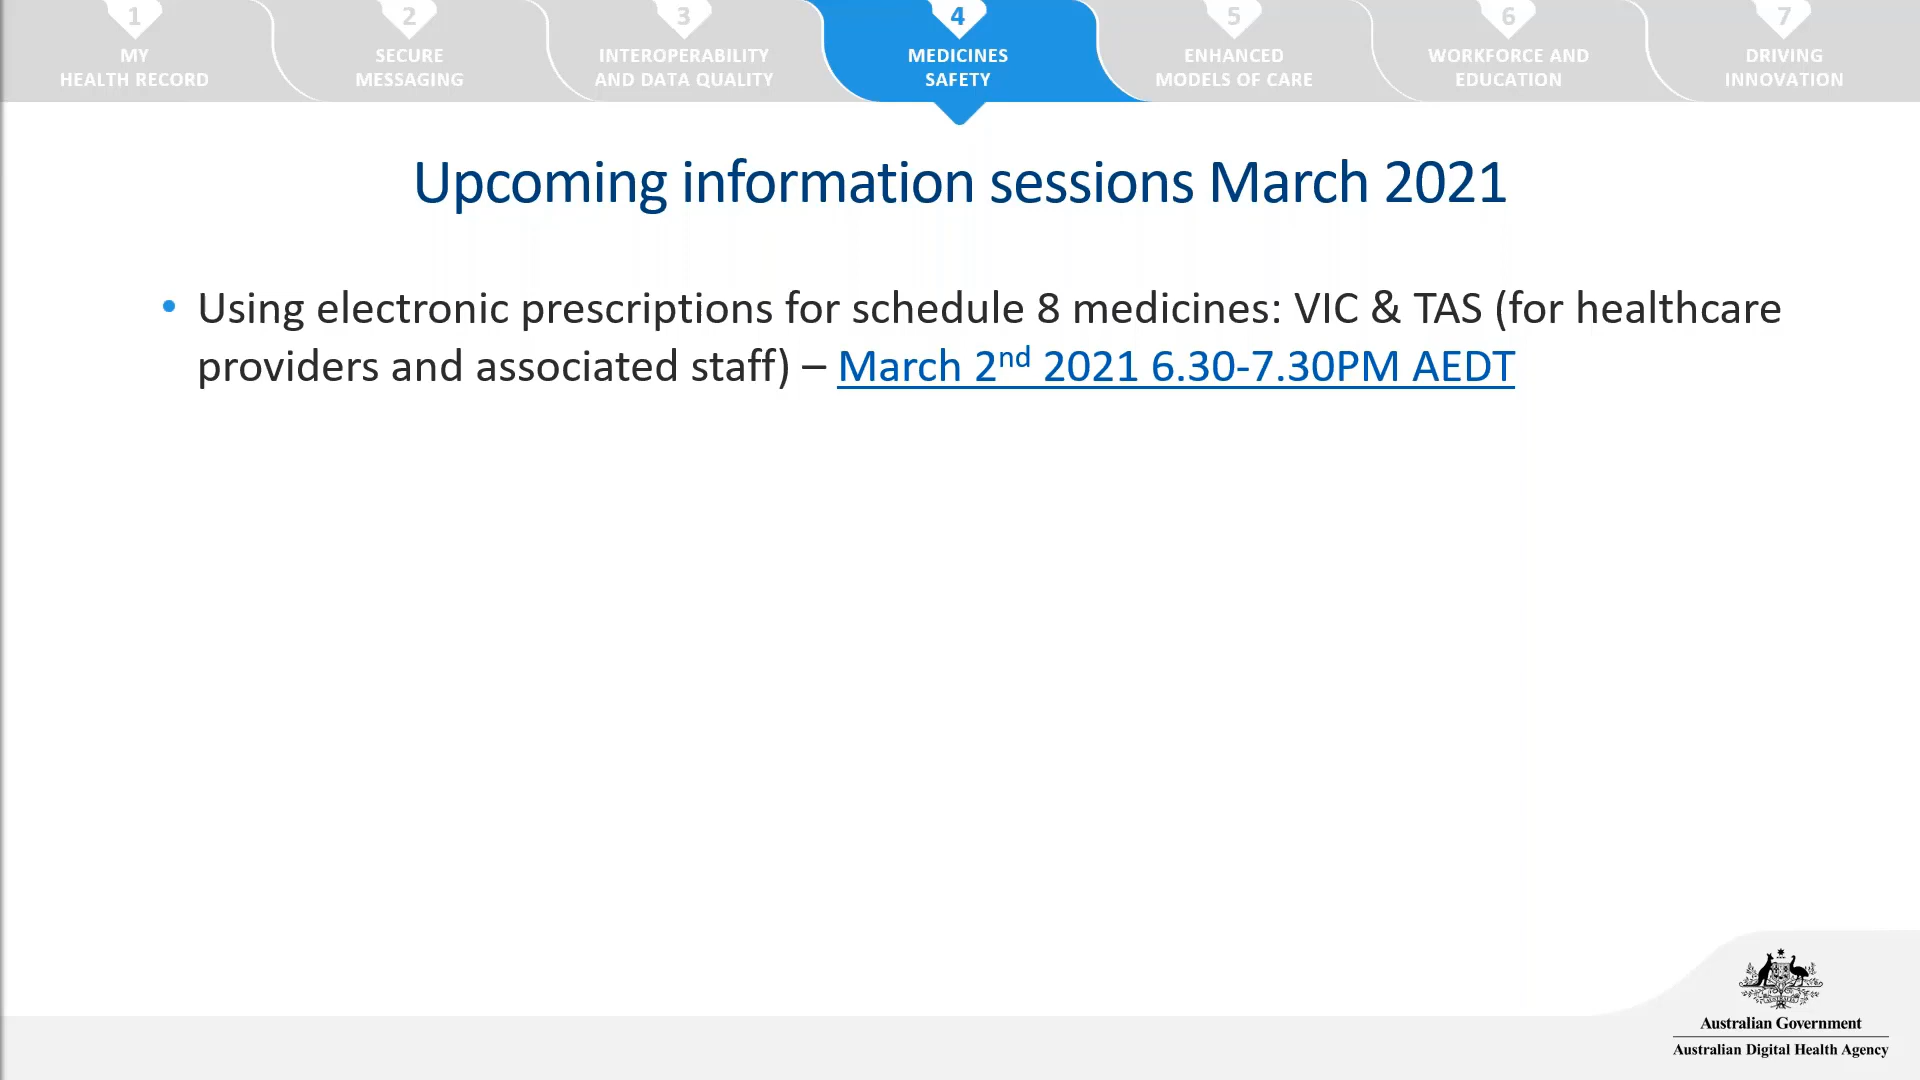 1
MY
HEALTH RECORD
2
SECURE
MESSAGING
3
INTEROPERABILITY
AND DATA QUALITY
4
MEDICINES
SAFETY
5
ENHANCED
MODELS OF CARE
6
WORKFORCE AND
EDUCATION
7
DRIVING
INNOVATION
Upcoming information sessions March 2021
• Using electronic prescriptions for schedule 8 medicines: VIC & TAS (for healthcare
providers and associated staff) – March 2nd 2021 6.30-7.30PM AEDT
Australian Government
Australian Digital Health Agency